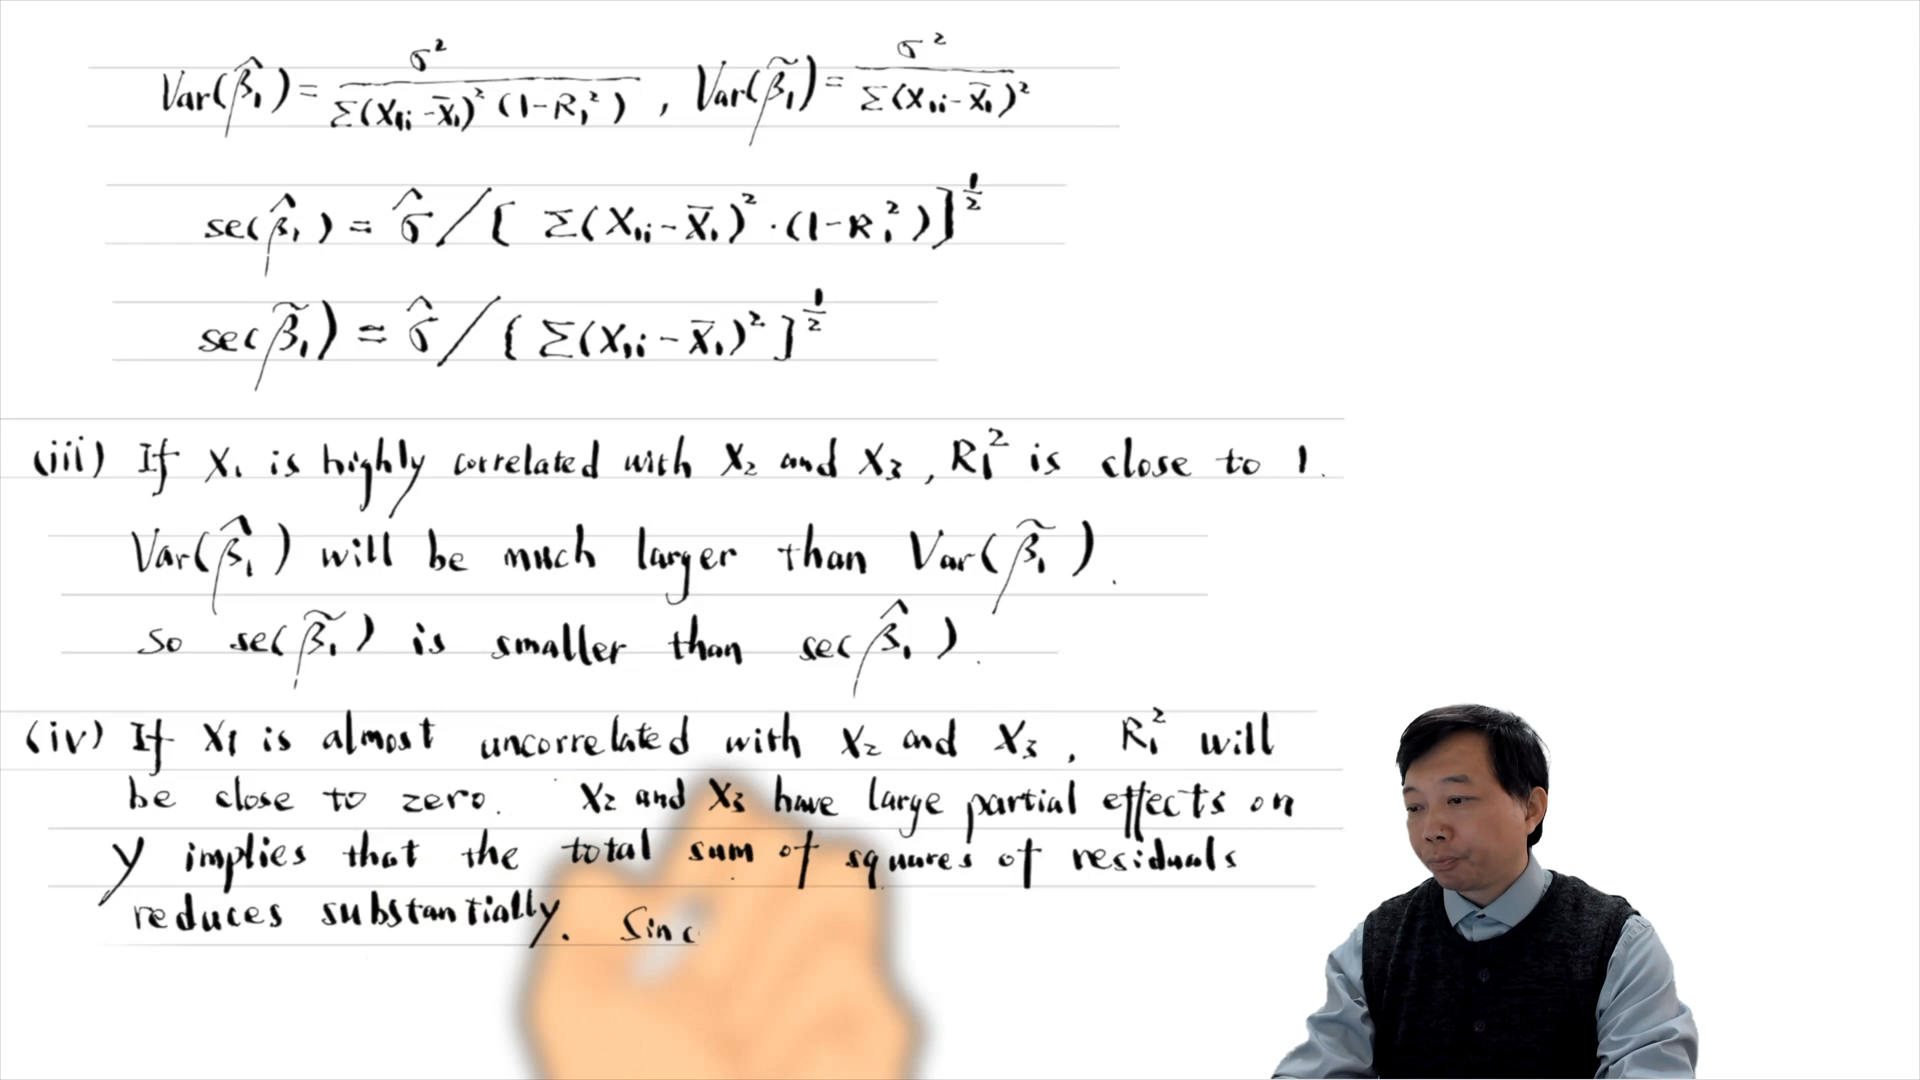 Var(β̂₁) = σ² / Σ(X₁ᵢ - X̄₁)² (1-R₁²) , Var(β̃₁) = σ² / Σ(X₁ᵢ - X̄₁)²
se(β̂₁) = σ̂ / [ Σ(X₁ᵢ - X̄₁)² · (1-R₁²)]^½
se(β̃₁) = σ̂ / [ Σ(X₁ᵢ - X̄₁)² ]^½
(iii) If X₁ is highly correlated with X₂ and X₃, R₁² is close to 1.
Var(β̂₁) will be much larger than Var(β̃₁).
So se(β̃₁) is smaller than se(β̂₁).
(iv) If X₁ is almost uncorrelated with X₂ and X₃, R₁² will
be close to zero. X₂ and X₃ have large partial effects on
y implies that the total sum of squares of residuals
reduces substantially. Sinc